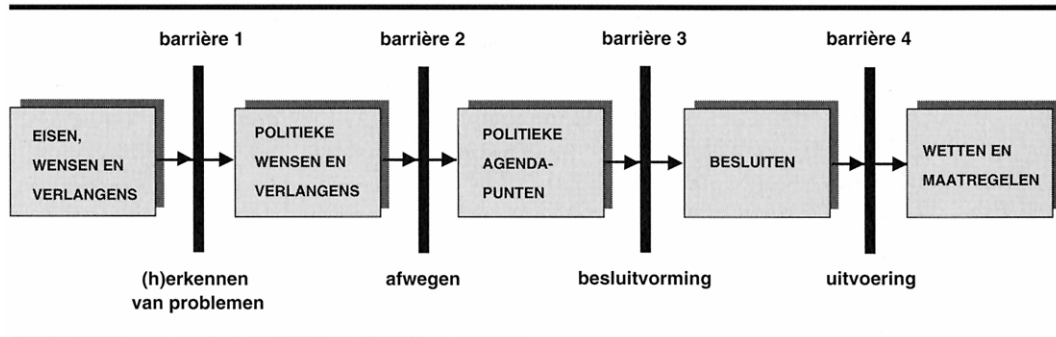 barrière 1
barrière 2
barrière 3
barrière 4
EISEN,
WENSEN EN
VERLANGENS
POLITIEKE
WENSEN EN
VERLANGENS
POLITIEKE
AGENDA-
PUNTEN
BESLUITEN
WETTEN EN
MAATREGELEN
(h)erkennen
van problemen
afwegen
besluitvorming
uitvoering